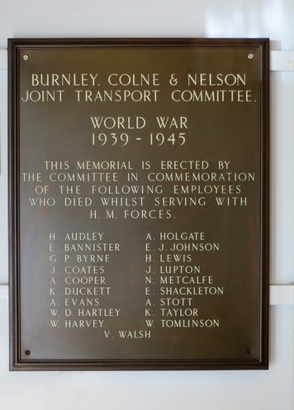 BURNLEY, COLNE & NELSON
JOINT TRANSPORT COMMITTEE.
WORLD WAR
1939 - 1945
THIS MEMORIAL IS ERECTED BY
THE COMMITTEE IN COMMEMORATION
OF THE FOLLOWING EMPLOYEES
WHO DIED WHILST SERVING WITH
H. M. FORCES.
H. AUDLEY A. HOLGATE
E. BANNISTER E. J. JOHNSON
G. P. BYRNE H. LEWIS
J. COATES J. LUPTON
A. COOPER N. METCALFE
K. DUCKETT E. SHACKLETON
A. EVANS A. STOTT
W. D. HARTLEY K. TAYLOR
W. HARVEY W. TOMLINSON
V. WALSH